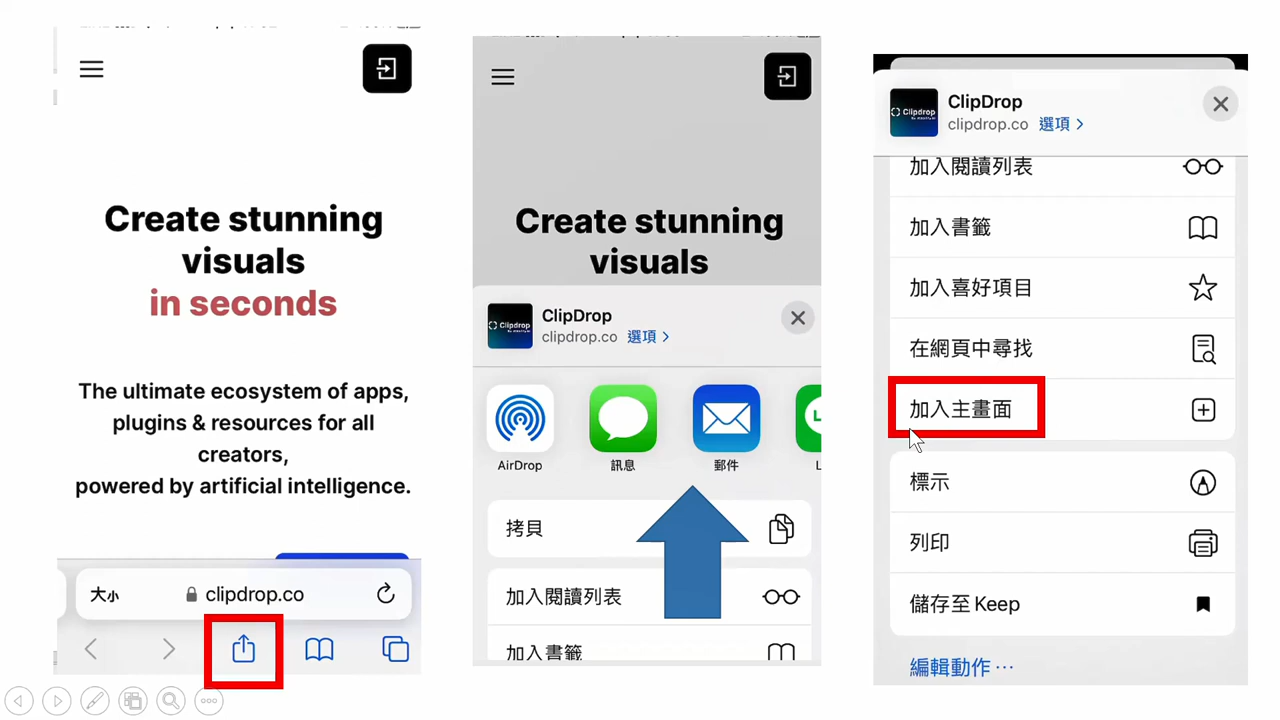 Create stunning
visuals
in seconds
The ultimate ecosystem of apps,
plugins & resources for all
creators,
powered by artificial intelligence.
大小
clipdrop.co
Create stunning
visuals
Clipdrop
ClipDrop
clipdrop.co 選項
AirDrop
訊息
郵件
拷貝
加入閱讀列表
加入書籤
Clipdrop
ClipDrop
clipdrop.co 選項
加入閱讀列表
加入書籤
加入喜好項目
在網頁中尋找
加入主畫面
標示
列印
儲存至 Keep
編輯動作⋯